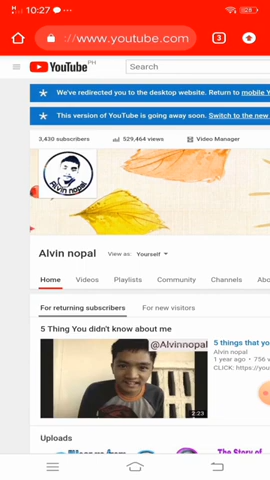 10:27
://www.youtube.com
3
YouTube PH
Search
We've redirected you to the desktop website. Return to mobile
This version of YouTube is going away soon. Switch to the new
3,430 subscribers
529,464 views
Video Manager
Alvin nopal
Alvin nopal
View as: Yourself
Home
Videos
Playlists
Community
Channels
Abo
For returning subscribers
For new visitors
5 Thing You didn't know about me
@Alvinnopal
2:23
5 things that yo
Alvin nopal
1 year ago • 756 v
CLICK: https://you
Uploads
The Story of